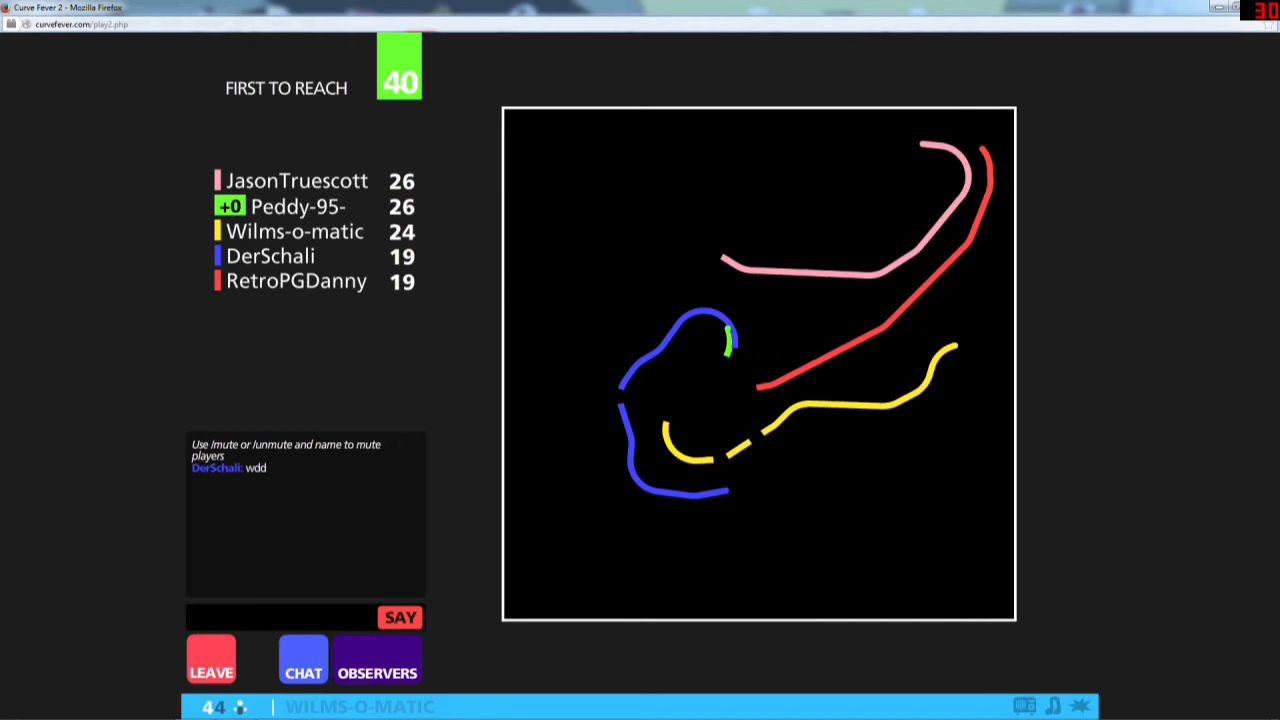 Curve Fever 2 - Mozilla Firefox
30
curvefever.com/play2.php
FIRST TO REACH 40
JasonTruescott 26
+0 Peddy-95- 26
Wilms-o-matic 24
DerSchali 19
RetroPGDanny 19
Use /mute or /unmute and name to mute
players
DerSchali: wdd
SAY
LEAVE CHAT OBSERVERS
44 WILMS-O-MATIC